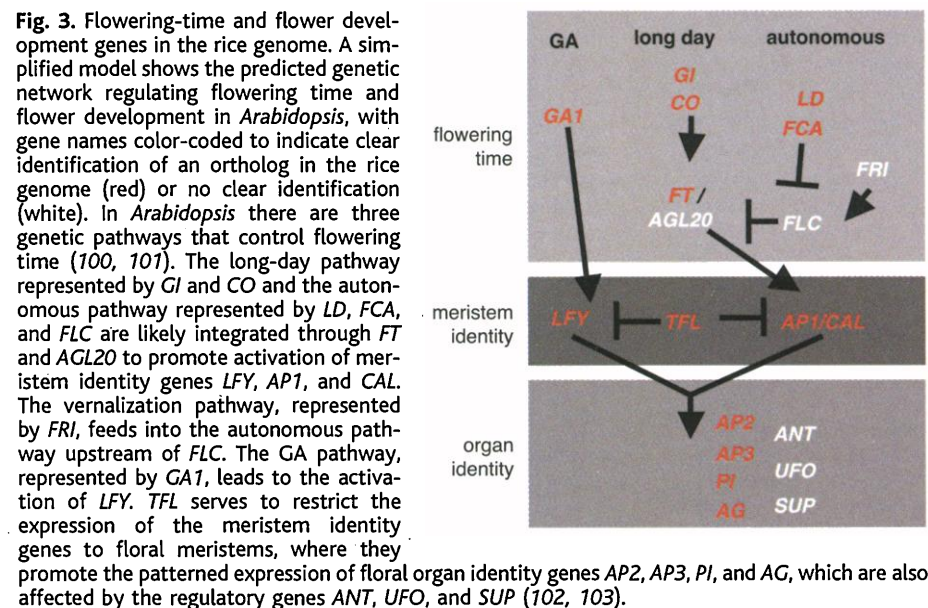 Fig. 3. Flowering-time and flower devel-
opment genes in the rice genome. A sim-
plified model shows the predicted genetic
network regulating flowering time and
flower development in Arabidopsis, with
gene names color-coded to indicate clear
identification of an ortholog in the rice
genome (red) or no clear identification
(white). In Arabidopsis there are three
genetic pathways that control flowering
time (100, 101). The long-day pathway
represented by GI and CO and the auton-
omous pathway represented by LD, FCA,
and FLC are likely integrated through FT
and AGL20 to promote activation of mer-
istem identity genes LFY, AP1, and CAL.
The vernalization pathway, represented
by FRI, feeds into the autonomous path-
way upstream of FLC. The GA pathway,
represented by GA1, leads to the activa-
tion of LFY. TFL serves to restrict the
expression of the meristem identity
genes to floral meristems, where they
promote the patterned expression of floral organ identity genes AP2, AP3, PI, and AG, which are also
affected by the regulatory genes ANT, UFO, and SUP (102, 103).
GA long day autonomous
flowering
time
GI
CO
GA1
LD
FCA
FRI
FT /
AGL20
FLC
meristem
identity
LFY TFL AP1/CAL
organ
identity
AP2
AP3
PI
AG
ANT
UFO
SUP